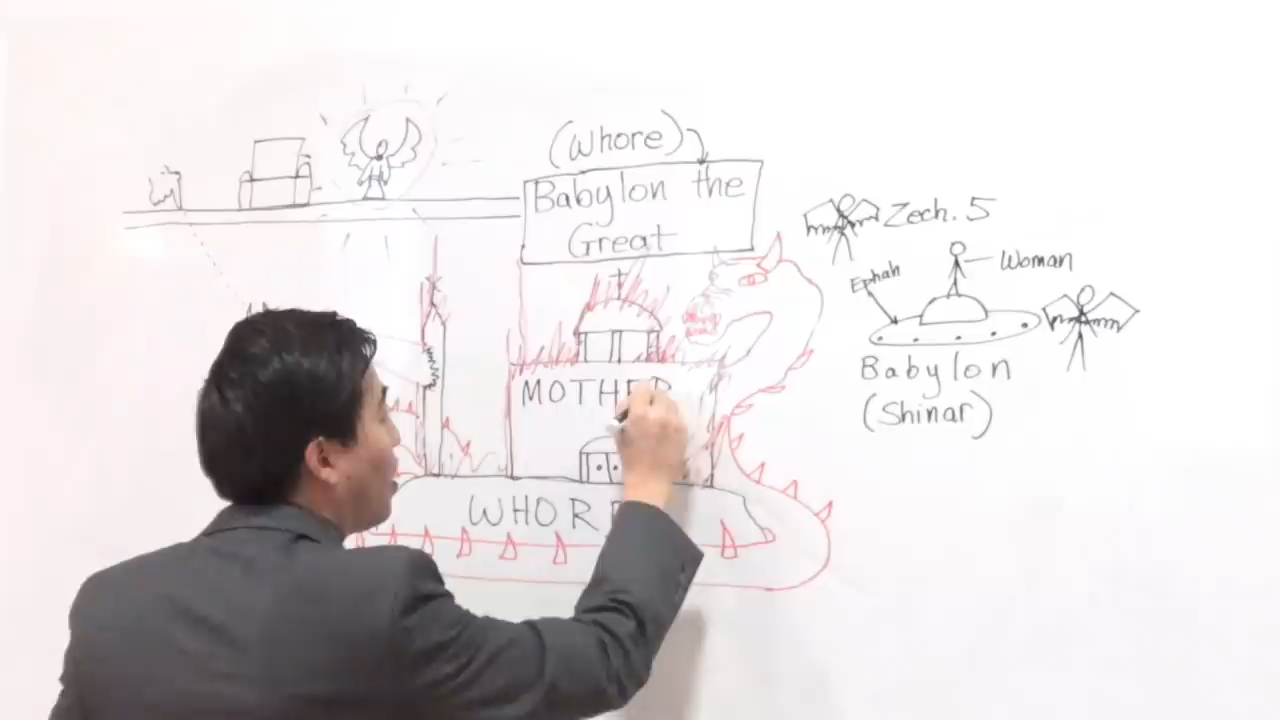 (Whore)
Babylon the
Great
MOTHER
WHORE
Zech. 5
Woman
Ephah
Babylon
(Shinar)